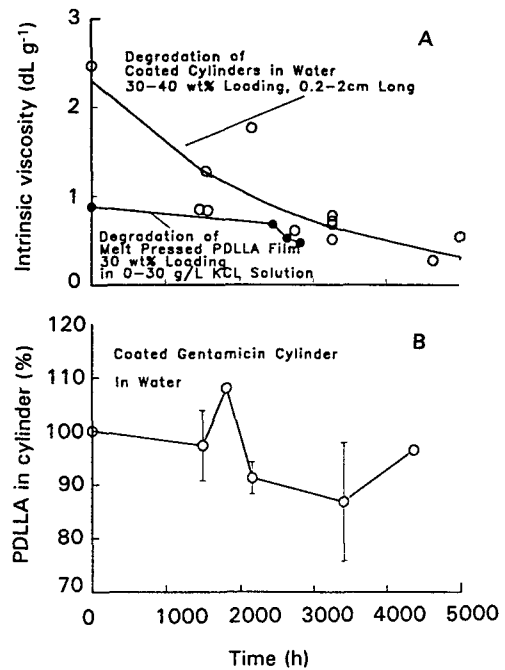 A
3
2
1
0
Intrinsic viscosity (dL g-1)
Degradation of
Coated Cylinders in Water
30-40 wt% Loading, 0.2-2cm Long
Degradation of
Melt Pressed PDLLA Film
30 wt% Loading
in 0-30 g/L KCL Solution
B
120
110
100
90
80
70
PDLLA in cylinder (%)
Coated Gentamicin Cylinder
In Water
0 1000 2000 3000 4000 5000
Time (h)